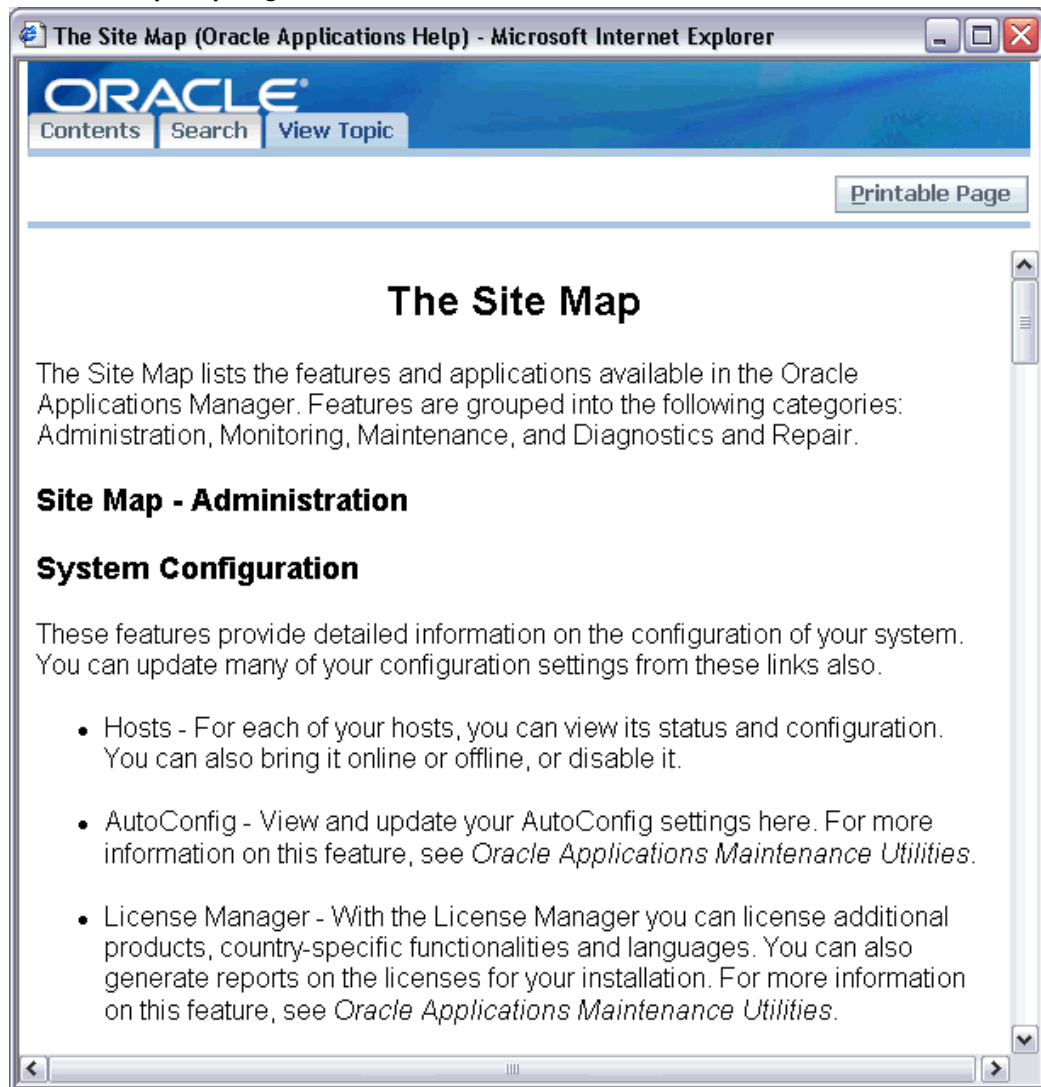 The Site Map (Oracle Applications Help) - Microsoft Internet Explorer
ORACLE®
Contents Search View Topic
Printable Page
The Site Map
The Site Map lists the features and applications available in the Oracle
Applications Manager. Features are grouped into the following categories:
Administration, Monitoring, Maintenance, and Diagnostics and Repair.
Site Map - Administration
System Configuration
These features provide detailed information on the configuration of your system.
You can update many of your configuration settings from these links also.
• Hosts - For each of your hosts, you can view its status and configuration.
You can also bring it online or offline, or disable it.
• AutoConfig - View and update your AutoConfig settings here. For more
information on this feature, see Oracle Applications Maintenance Utilities.
• License Manager - With the License Manager you can license additional
products, country-specific functionalities and languages. You can also
generate reports on the licenses for your installation. For more information
on this feature, see Oracle Applications Maintenance Utilities.